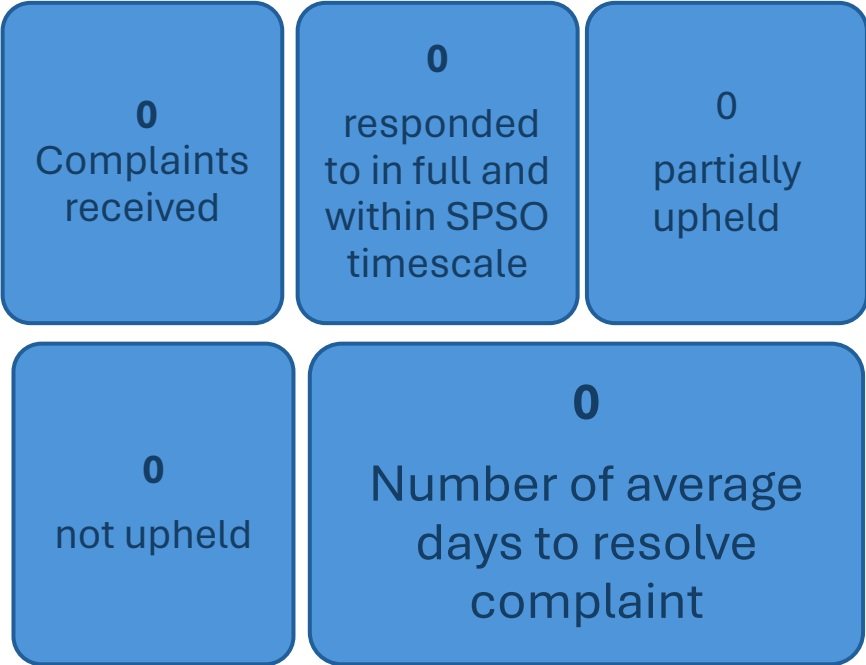 0
Complaints
received
0
responded
to in full and
within SPSO
timescale
0
partially
upheld
0
not upheld
0
Number of average
days to resolve
complaint